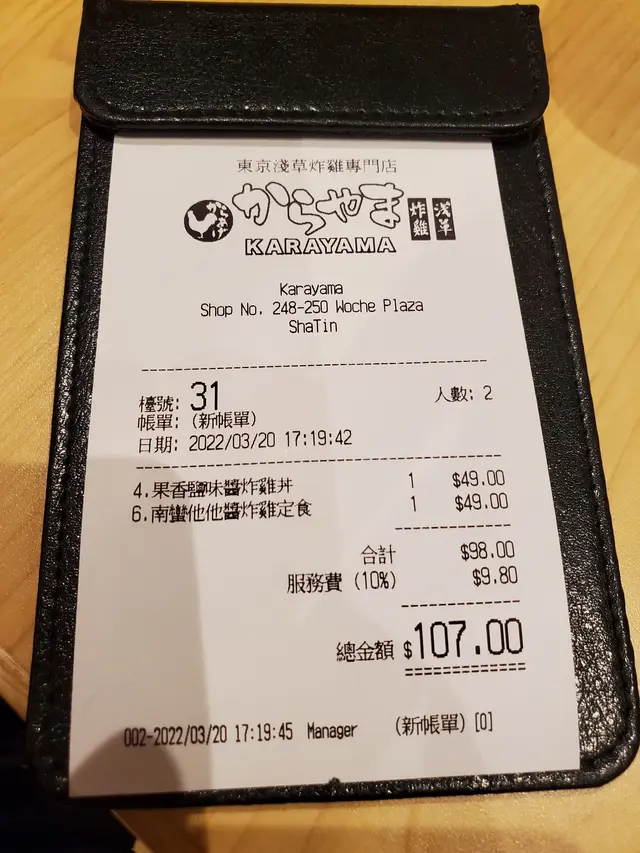 東京淺草炸雞專門店
からやま 炸雞 浅草
KARAYAMA
Karayama
Shop No. 248-250 Woche Plaza
ShaTin
檯號: 31 人數: 2
帳單: (新帳單)
日期: 2022/03/20 17:19:42
4.果香鹽味醬炸雞丼 1 $49.00
6.南蠻他他醬炸雞定食 1 $49.00
合計 $98.00
服務費 (10%) $9.80
總金額 $107.00
002-2022/03/20 17:19:45 Manager (新帳單) [0]